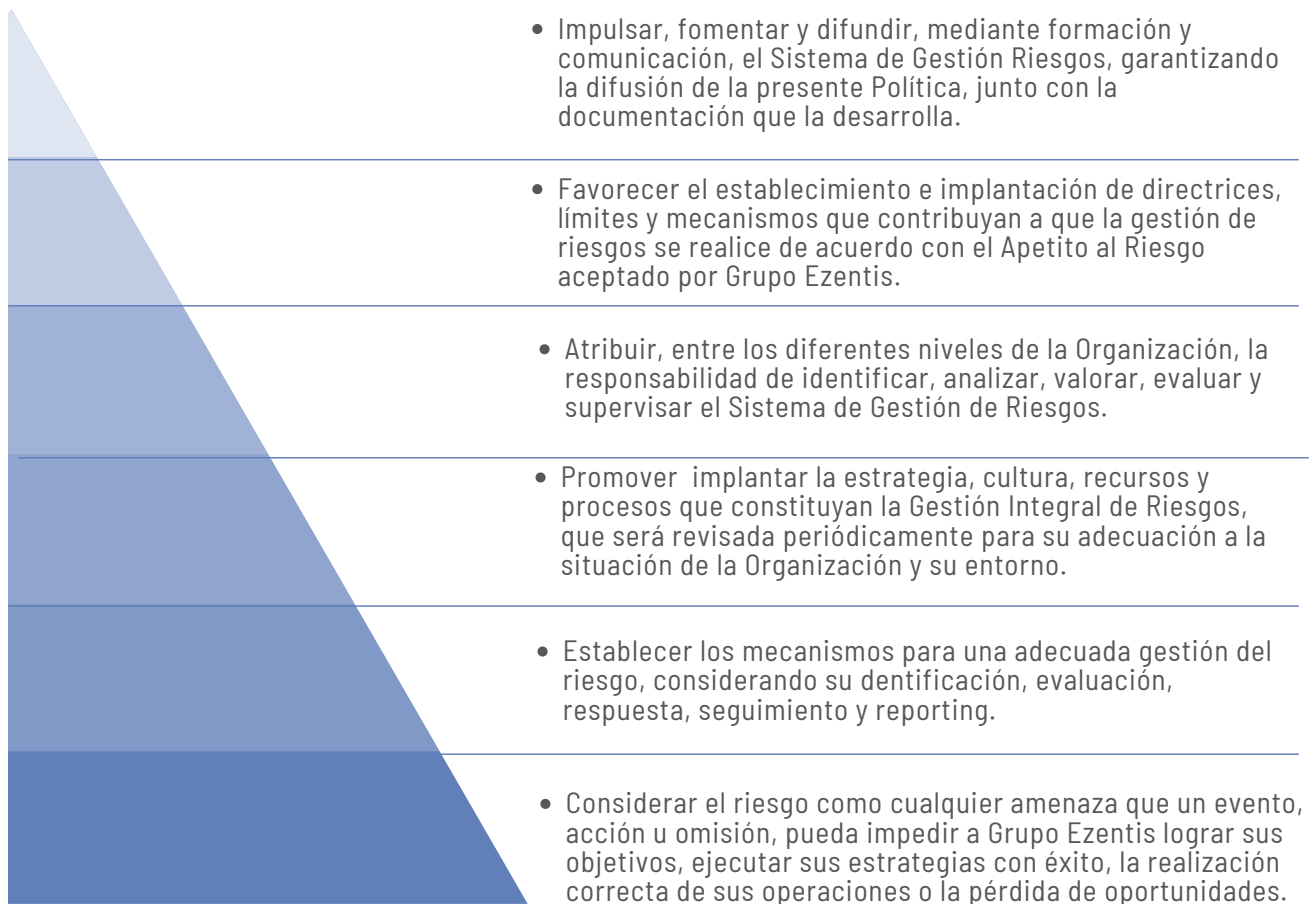 • Impulsar, fomentar y difundir, mediante formación y
comunicación, el Sistema de Gestión Riesgos, garantizando
la difusión de la presente Política, junto con la
documentación que la desarrolla.
• Favorecer el establecimiento e implantación de directrices,
límites y mecanismos que contribuyan a que la gestión de
riesgos se realice de acuerdo con el Apetito al Riesgo
aceptado por Grupo Ezentis.
• Atribuir, entre los diferentes niveles de la Organización, la
responsabilidad de identificar, analizar, valorar, evaluar y
supervisar el Sistema de Gestión de Riesgos.
• Promover  implantar la estrategia, cultura, recursos y
procesos que constituyan la Gestión Integral de Riesgos,
que será revisada periódicamente para su adecuación a la
situación de la Organización y su entorno.
• Establecer los mecanismos para una adecuada gestión del
riesgo, considerando su dentificación, evaluación,
respuesta, seguimiento y reporting.
• Considerar el riesgo como cualquier amenaza que un evento,
acción u omisión, pueda impedir a Grupo Ezentis lograr sus
objetivos, ejecutar sus estrategias con éxito, la realización
correcta de sus operaciones o la pérdida de oportunidades.